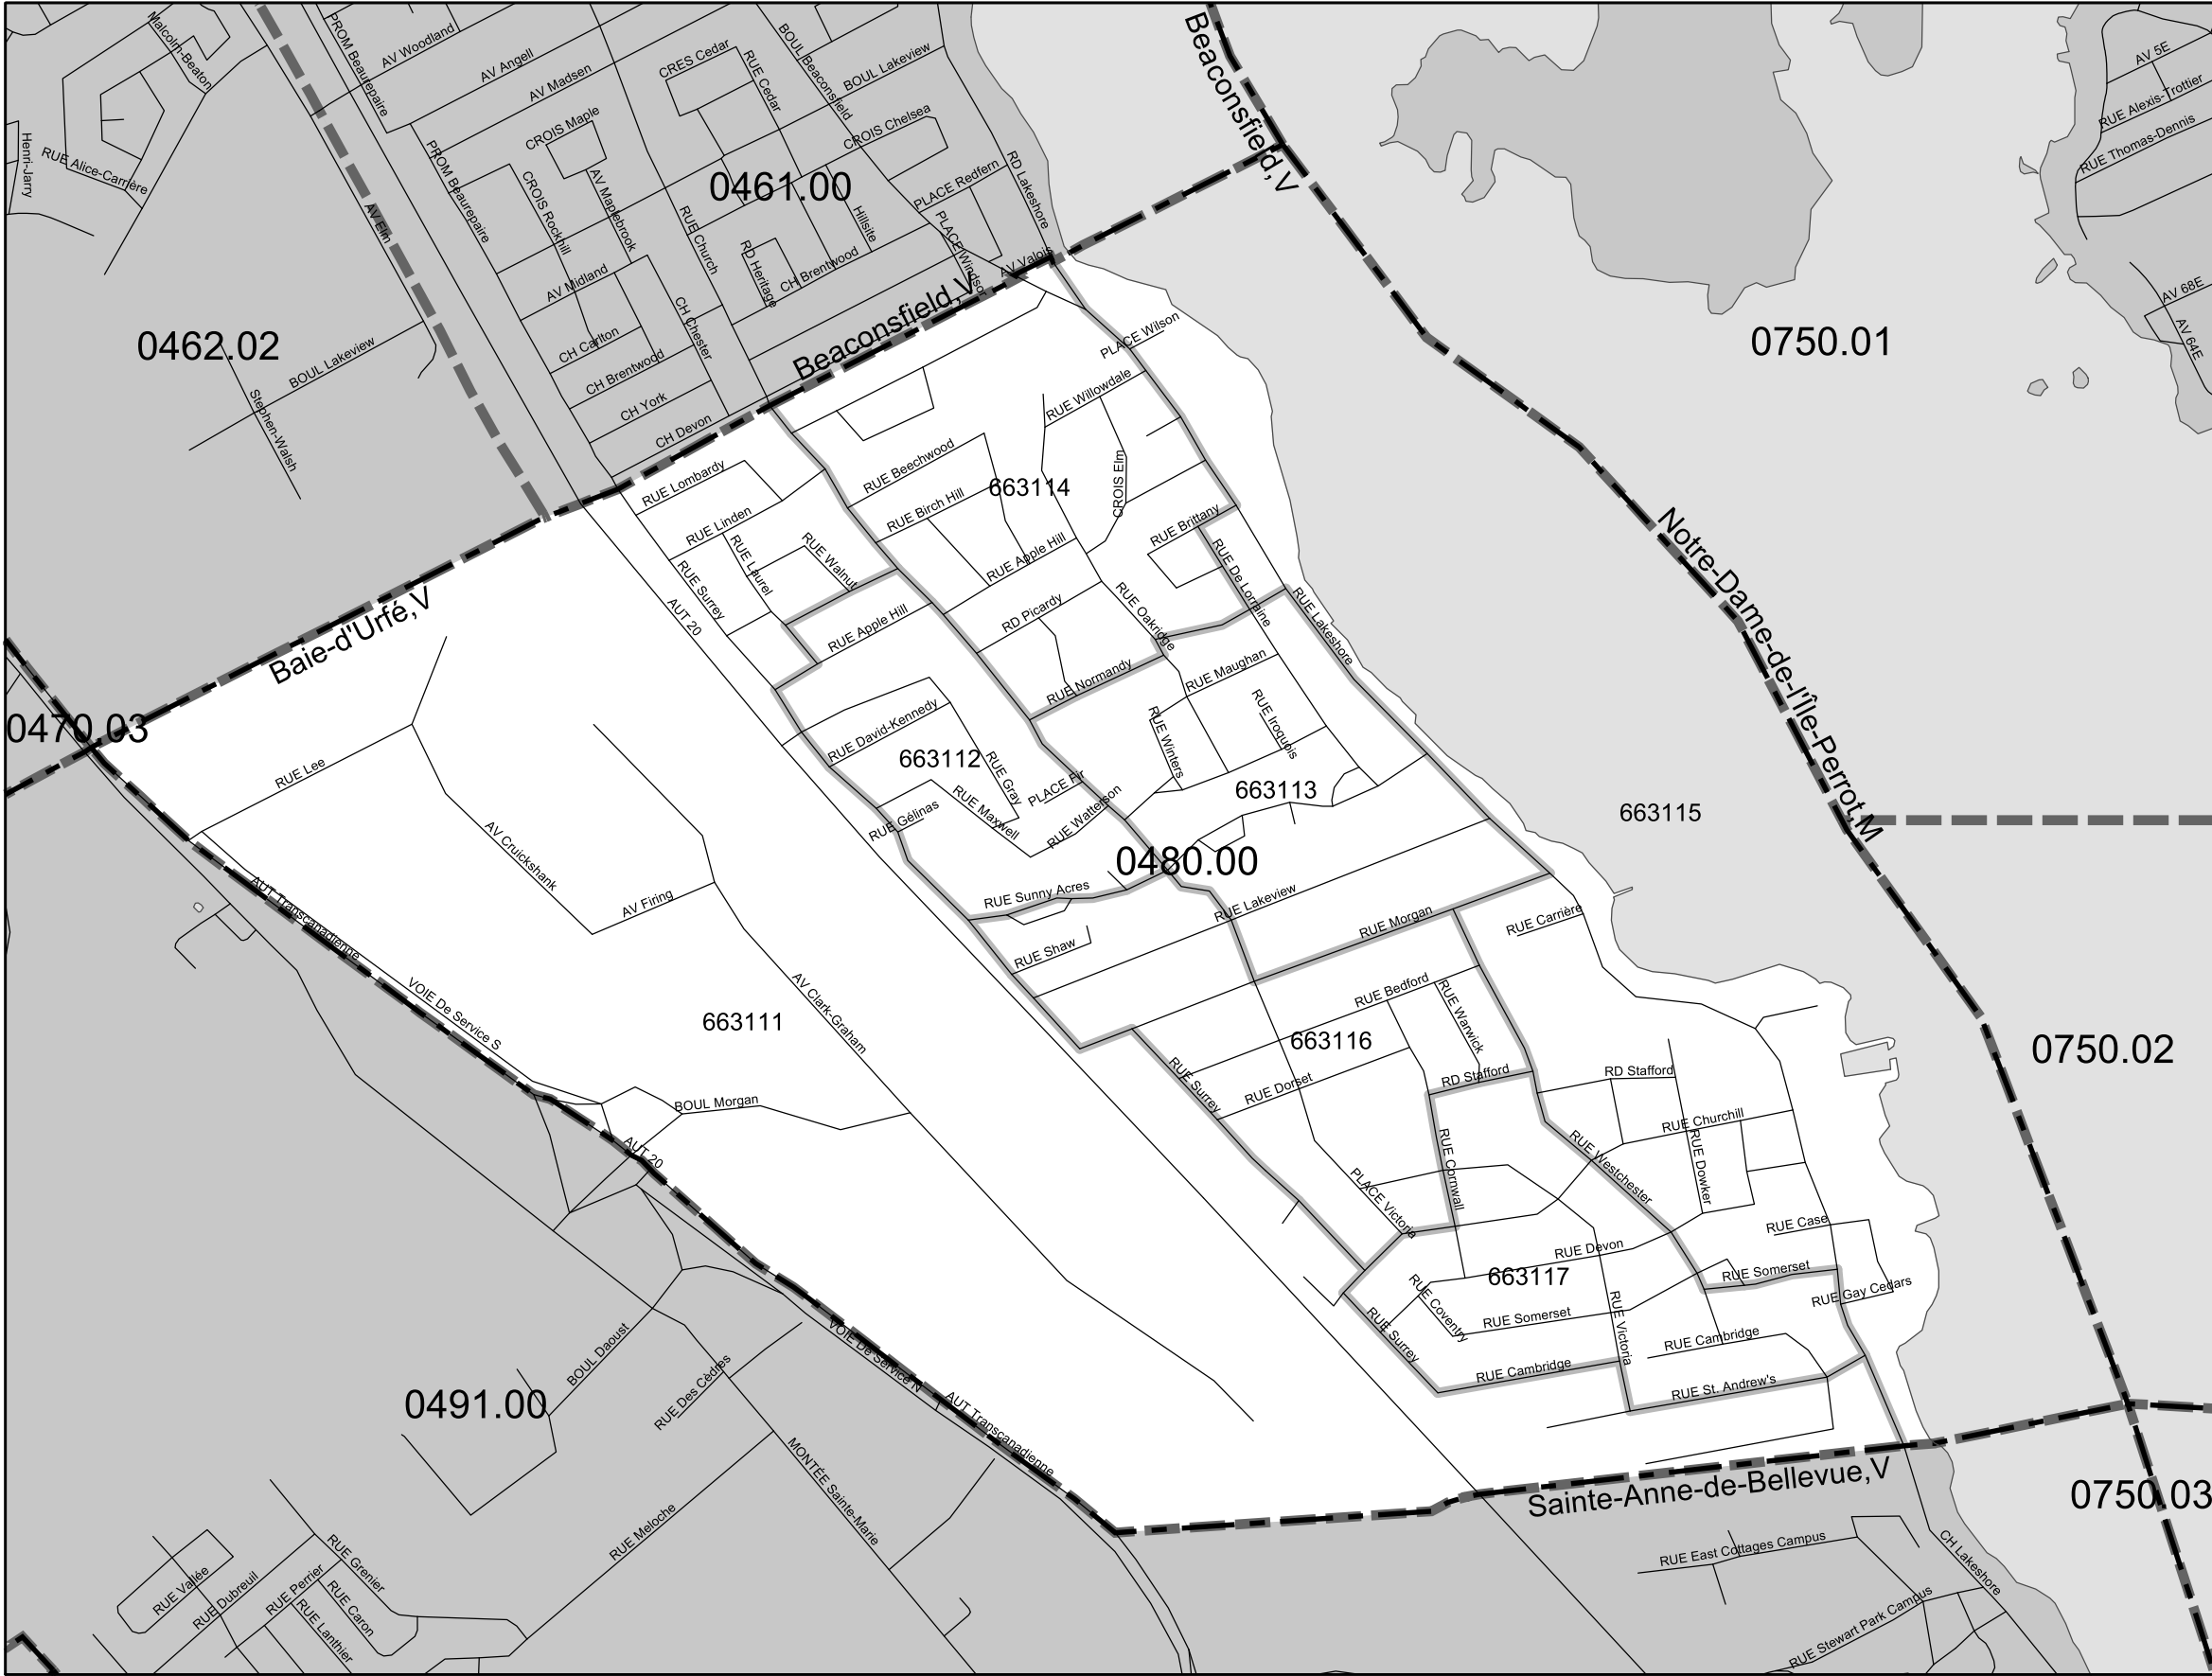 Malcolm-Beaton
PROM Beaurepaire
AV Woodland
AV Angell
AV Madsen
CRES Cedar
RUE Cedar
BOUL Beaconsfield
BOUL Lakeview
Beaconsfield,V
AV 5E
RUE Alexis-Trottier
RUE Thomas-Dennis
Henri-Jarry
RUE Alice-Carrière
CROIS Maple
CROIS Chelsea
PROM Beaurepaire
CROIS Rockhill
AV Maplebrook
0461.00
PLACE Redfern
RD Lakeshore
AV Elm
RUE Church
Hillsite
PLACE Windsor
RD Heritage
CH Brentwood
AV Valois
AV Midland
CH Chester
Beaconsfield,V
AV 68E
AV 64E
0462.02
BOUL Lakeview
Stephen-Walsh
CH Carlton
CH Brentwood
CH York
CH Devon
PLACE Wilson
RUE Willowdale
0750.01
RUE Lombardy
RUE Beechwood
663114
CROIS Elm
RUE Birch Hill
RUE Linden
RUE Laurel
RUE Walnut
RUE Surrey
RUE Apple Hill
RUE Brittany
RUE De Lorraine
RUE Lakeshore
Notre-Dame-de-l'Île-Perrot,M
Baie-d'Urfé,V
AUT 20
RUE Apple Hill
RD Picardy
RUE Oakridge
RUE Normandy
RUE Maughan
0470.03
RUE Lee
RUE David-Kennedy
663112
RUE Gray
PLACE Fir
RUE Winters
RUE Iroquois
663113
663115
RUE Gélinas
RUE Maxwell
RUE Watterson
AV Cruickshank
AV Firing
0480.00
RUE Sunny Acres
RUE Lakeview
RUE Morgan
RUE Carrière
AUT Transcanadienne
RUE Shaw
VOIE De Service S
AV Clark-Graham
663111
RUE Bedford
RUE Warwick
663116
0750.02
RUE Surrey
RUE Dorset
RD Stafford
RD Stafford
BOUL Morgan
AUT 20
RUE Churchill
RUE Cornwall
RUE Westchester
RUE Dowker
PLACE Victoria
RUE Case
RUE Devon
663117
RUE Somerset
RUE Gay Cedars
RUE Coventry
RUE Somerset
RUE Victoria
RUE Surrey
RUE Cambridge
RUE Cambridge
RUE St. Andrew's
BOUL Daoust
VOIE De Service N
RUE Des Cèdres
0491.00
AUT Transcanadienne
MONTÉE Sainte-Marie
Sainte-Anne-de-Bellevue,V
0750.03
RUE Meloche
RUE Grenier
RUE Vallée
RUE Dubreuil
RUE Perrier
RUE Caron
RUE Lanthier
RUE East Cottages Campus
CH Lakeshore
RUE Stewart Park Campus